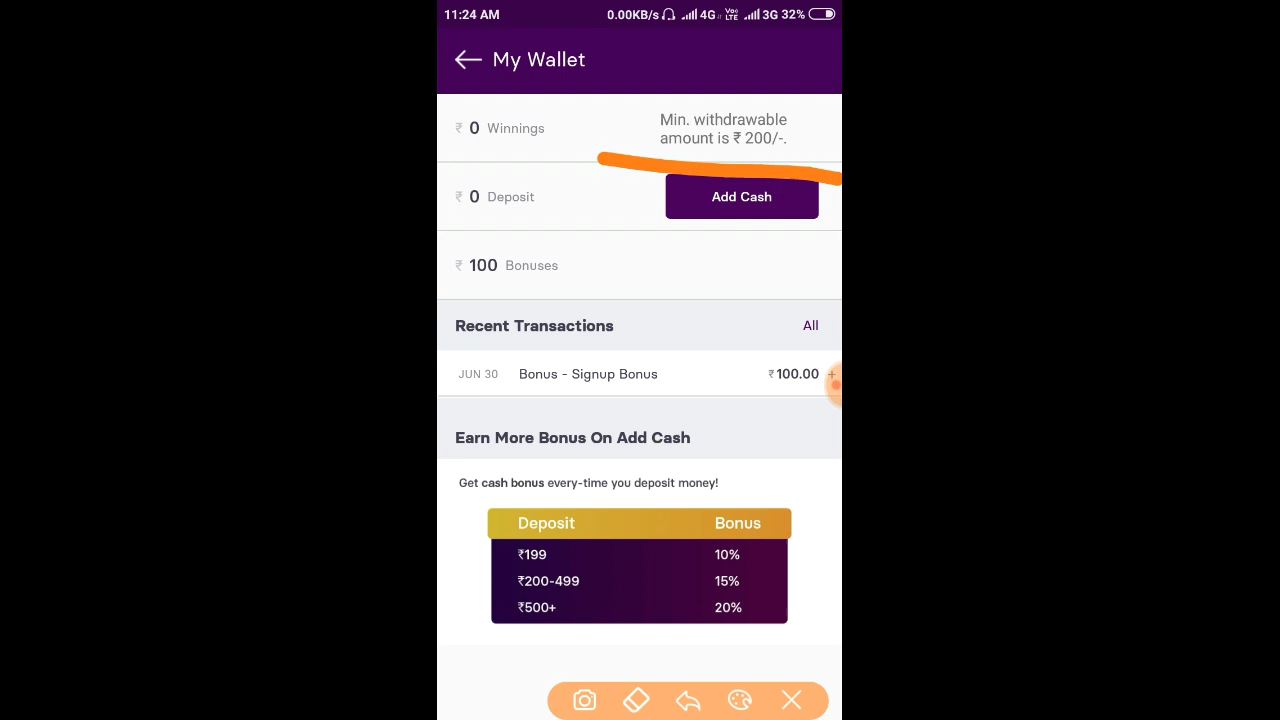 11:24 AM 0.00KB/s 4G Vo LTE 3G 32%
My Wallet
₹ 0 Winnings
Min. withdrawable
amount is ₹ 200/-.
₹ 0 Deposit
Add Cash
₹ 100 Bonuses
Recent Transactions All
JUN 30 Bonus - Signup Bonus ₹100.00 +
Earn More Bonus On Add Cash
Get cash bonus every-time you deposit money!
Deposit Bonus
₹199 10%
₹200-499 15%
₹500+ 20%